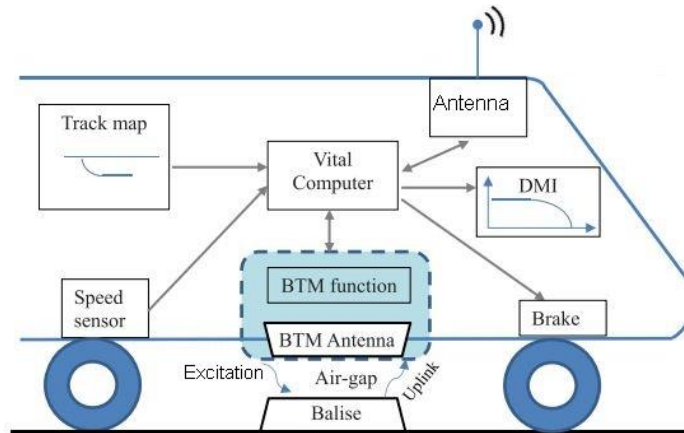 Antenna
Track map
Vital
Computer
DMI
BTM function
Speed
sensor
BTM Antenna
Brake
Excitation
Air-gap
Uplink
Balise